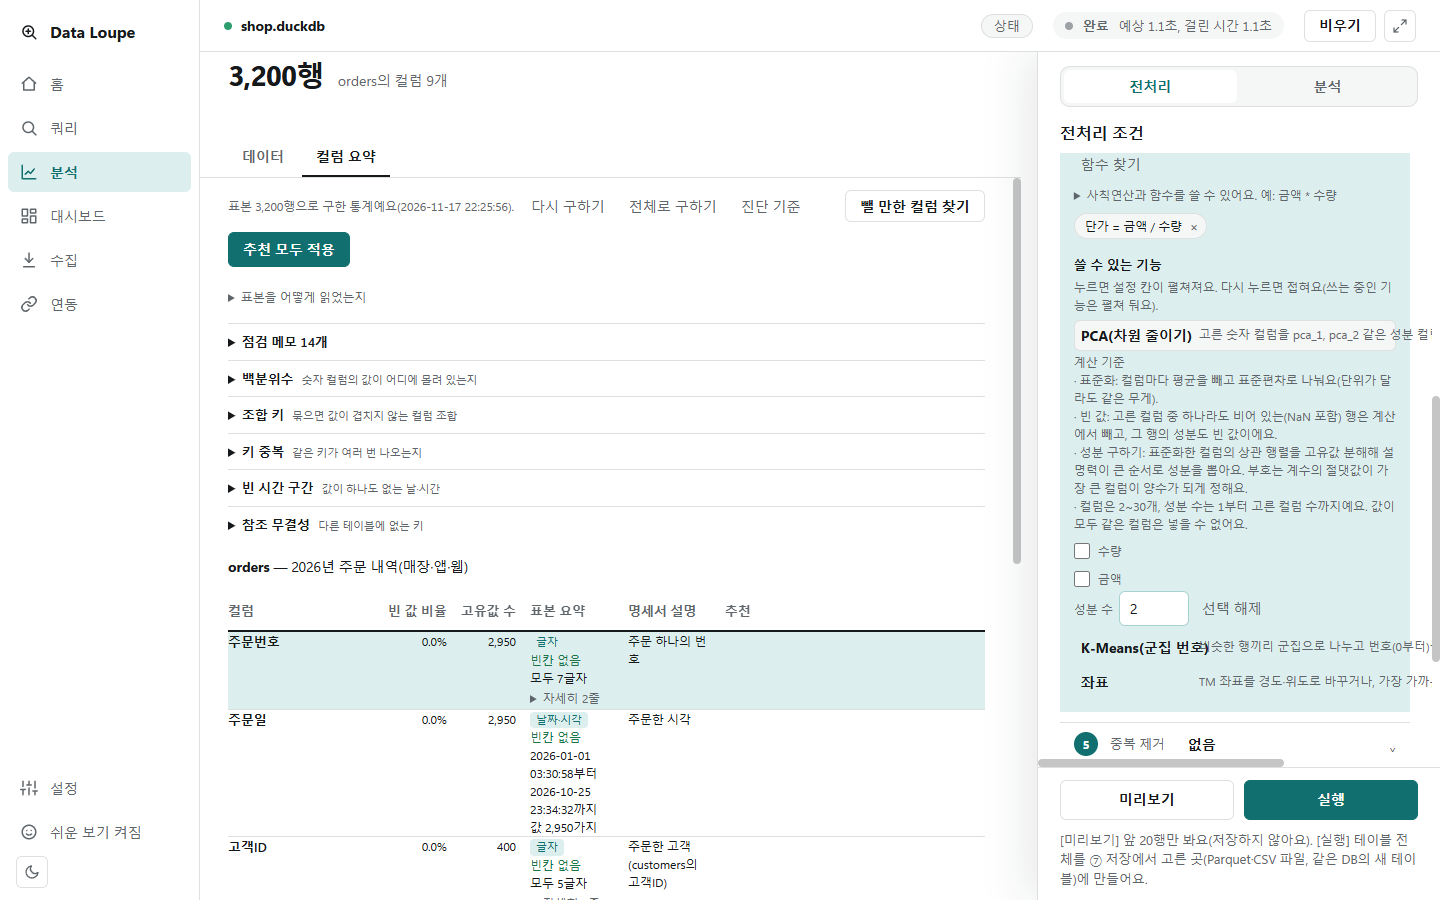 Data Loupe
홈
쿼리
분석
대시보드
수집
연동
설정
쉬운 보기 켜짐
shop.duckdb
상태
완료 예상 1.1초, 걸린 시간 1.1초
비우기
3,200행 orders의 컬럼 9개
데이터
컬럼 요약
표본 3,200행으로 구한 통계예요(2026-11-17 22:25:56).
다시 구하기
전체로 구하기
진단 기준
뺄 만한 컬럼 찾기
추천 모두 적용
▶ 표본을 어떻게 읽었는지
▶ 점검 메모 14개
▶ 백분위수 숫자 컬럼의 값이 어디에 몰려 있는지
▶ 조합 키 묶으면 값이 겹치지 않는 컬럼 조합
▶ 키 중복 같은 키가 여러 번 나오는지
▶ 빈 시간 구간 값이 하나도 없는 날·시간
▶ 참조 무결성 다른 테이블에 없는 키
orders — 2026년 주문 내역(매장·앱·웹)
컬럼 빈 값 비율 고유값 수 표본 요약 명세서 설명 추천
주문번호 0.0% 2,950 글자 주문 하나의 번
호
빈칸 없음
모두 7글자
▶ 자세히 2줄
주문일 0.0% 2,950 날짜·시각 주문한 시각
빈칸 없음
2026-01-01
03:30:58부터
2026-10-25
23:34:32까지
값 2,950가지
고객ID 0.0% 400 글자 주문한 고객
(customers의
고객ID)
빈칸 없음
모두 5글자
전처리
분석
전처리 조건
함수 찾기
▶ 사칙연산과 함수를 쓸 수 있어요. 예: 금액 * 수량
단가 = 금액 / 수량 ×
쓸 수 있는 기능
누르면 설정 칸이 펼쳐져요. 다시 누르면 접혀요(쓰는 중인 기
능은 펼쳐 둬요).
PCA(차원 줄이기) 고른 숫자 컬럼을 pca_1, pca_2 같은 성분
계산 기준
· 표준화: 컬럼마다 평균을 빼고 표준편차로 나눠요(단위가 달
라도 같은 무게).
· 빈 값: 고른 컬럼 중 하나라도 비어 있는(NaN 포함) 행은 계산
에서 빼고, 그 행의 성분도 빈 값이에요.
· 성분 구하기: 표준화한 컬럼의 상관 행렬을 고유값 분해해 설
명력이 큰 순서로 성분을 뽑아요. 부호는 계수의 절댓값이 가
장 큰 컬럼이 양수가 되게 정해요.
· 컬럼은 2~30개, 성분 수는 1부터 고른 컬럼 수까지예요. 값이
모두 같은 컬럼은 넣을 수 없어요.
수량
금액
성분 수 2 선택 해제
K-Means(군집 번호) 비슷한 행끼리 군집으로 나누고 번호(0부터)
좌표 TM 좌표를 경도·위도로 바꾸거나, 가장
5 중복 제거 없음
미리보기
실행
[미리보기] 앞 20행만 봐요(저장하지 않아요). [실행] 테이블 전
체를 ⑦ 저장에서 고른 곳(Parquet·CSV 파일, 같은 DB의 새 테이
블)에 만들어요.